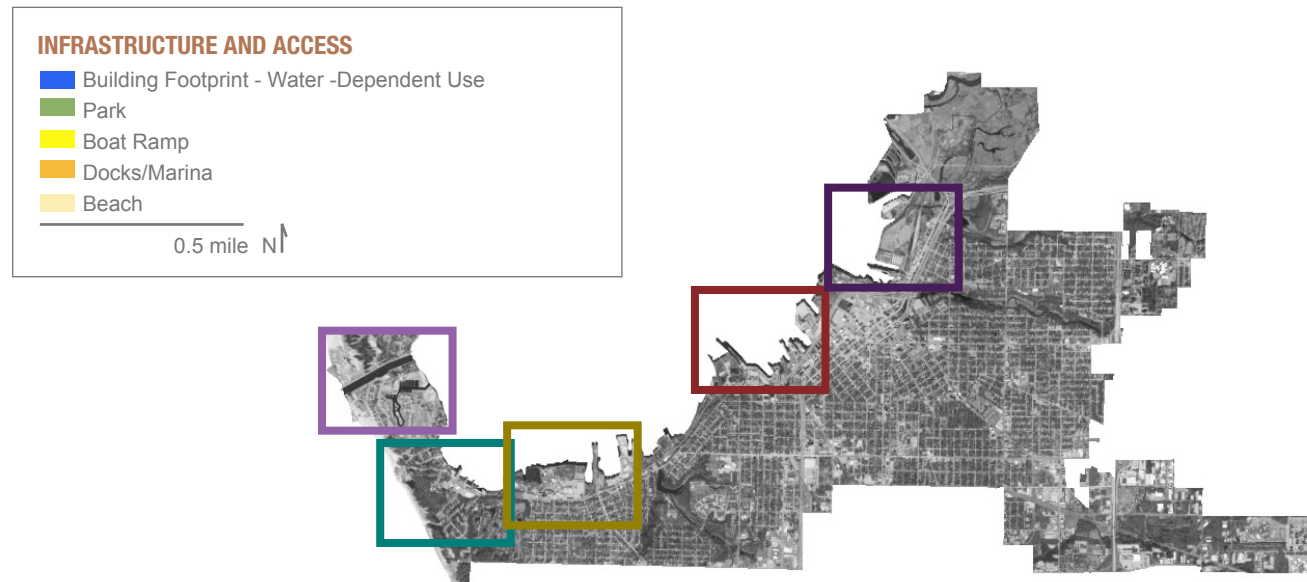 INFRASTRUCTURE AND ACCESS
Building Footprint - Water -Dependent Use
Park
Boat Ramp
Docks/Marina
Beach
0.5 mile N